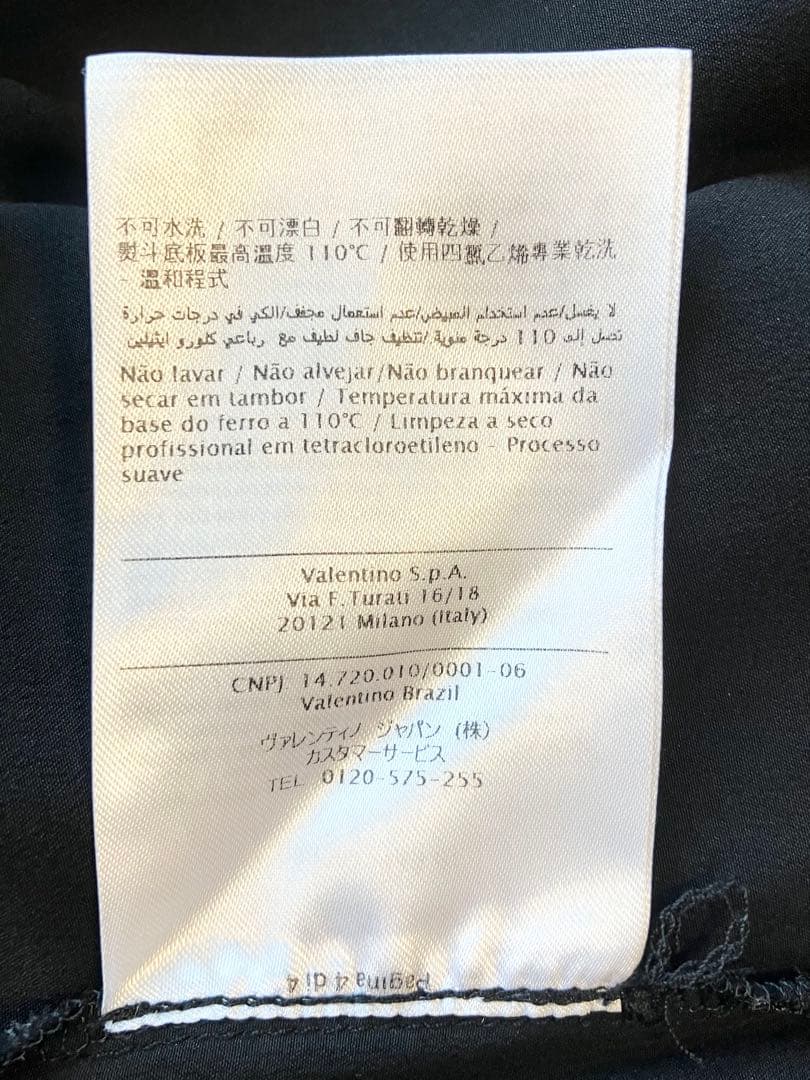 不可水洗 / 不可漂白 / 不可翻轉乾燥 /
熨斗底板最高溫度 110°C / 使用四氯乙烯專業乾洗
- 溫和程式
لا يغسل/عدم استخدام المبيض/عدم استعمال مجفف/الكي في درجات حرارة
تصل إلى 110 درجة مئوية/تنظيف جاف لطيف مع رباعي كلورو ايثيلين
Não lavar / Não alvejar/Não branquear / Não
secar em tambor / Temperatura máxima da
base do ferro a 110°C / Limpeza a seco
profissional em tetracloroetileno - Processo
suave
Valentino S.p.A.
Via F. Turati 16/18
20121 Milano (Italy)
CNPJ 14.720.010/0001-06
Valentino Brazil
ヴァレンティノ ジャパン (株)
カスタマーサービス
TEL 0120-575-255
Pagina 4 di 4